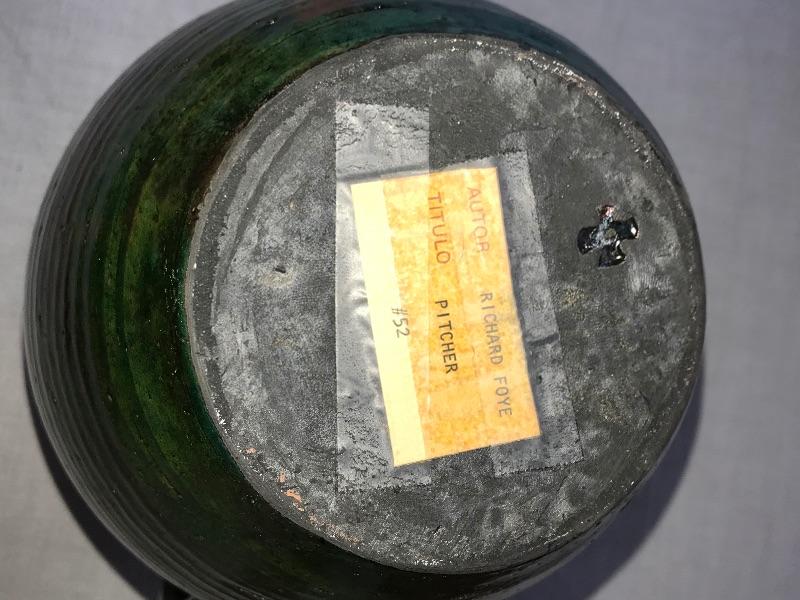 AUTOR RICHARD FOYE
TITULO PITCHER
#52